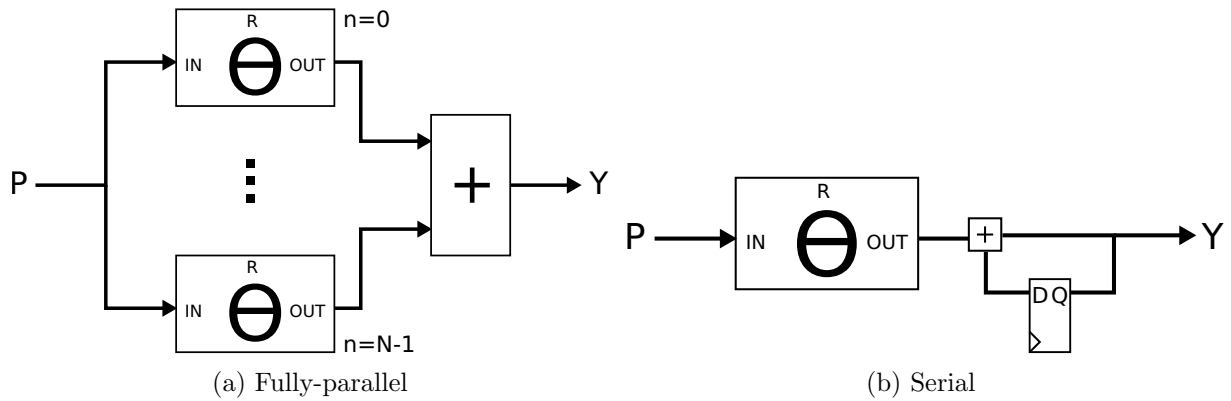 R
n=0
IN
Θ
OUT
P
+
Y
R
IN
Θ
OUT
n=N-1
(a) Fully-parallel
R
P
IN
Θ
OUT
+
Y
D Q
(b) Serial